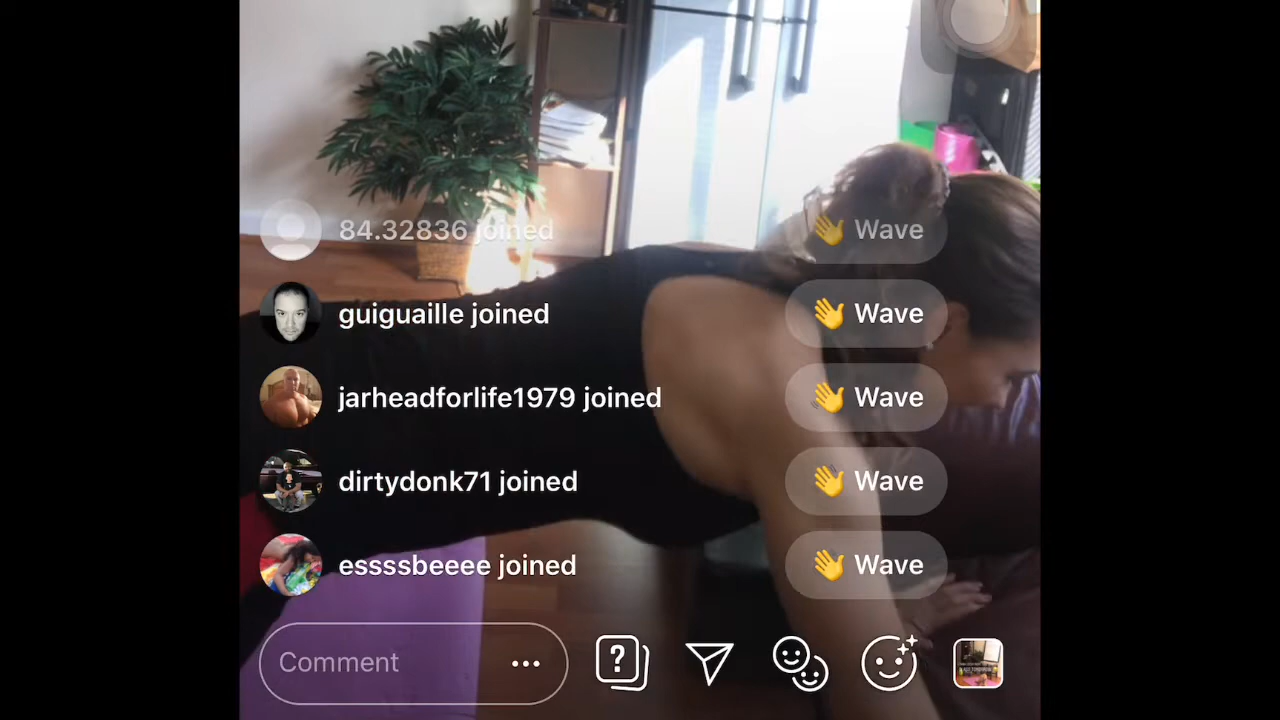 84.32836 joined
👋 Wave
guiguaille joined
👋 Wave
jarheadforlife1979 joined
👋 Wave
dirtydonk71 joined
👋 Wave
essssbeeee joined
👋 Wave
Comment
?